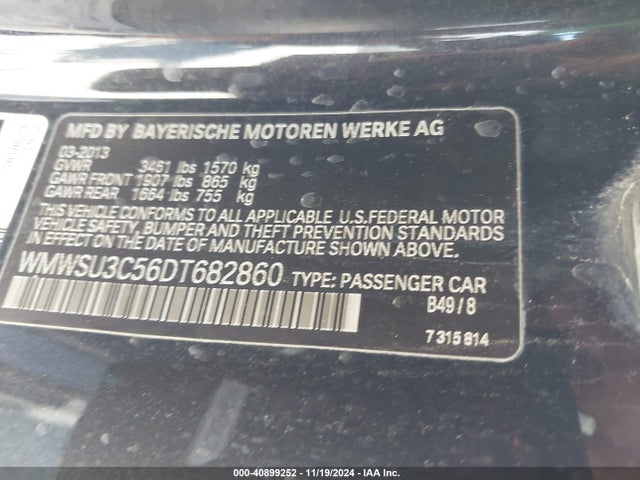 MFD BY BAYERISCHE MOTOREN WERKE AG
03-2013
GVWR 3461 lbs 1570 kg
GAWR FRONT 1907 lbs 865 kg
GAWR REAR 1664 lbs 755 kg
THIS VEHICLE CONFORMS TO ALL APPLICABLE U.S.FEDERAL MOTOR
VEHICLE SAFETY, BUMPER AND THEFT PREVENTION STANDARDS
IN EFFECT ON THE DATE OF MANUFACTURE SHOWN ABOVE.
WMWSU3C56DT682860 TYPE: PASSENGER CAR
B49/8
7315814
000-40899252 - 11/19/2024 - IAA Inc.